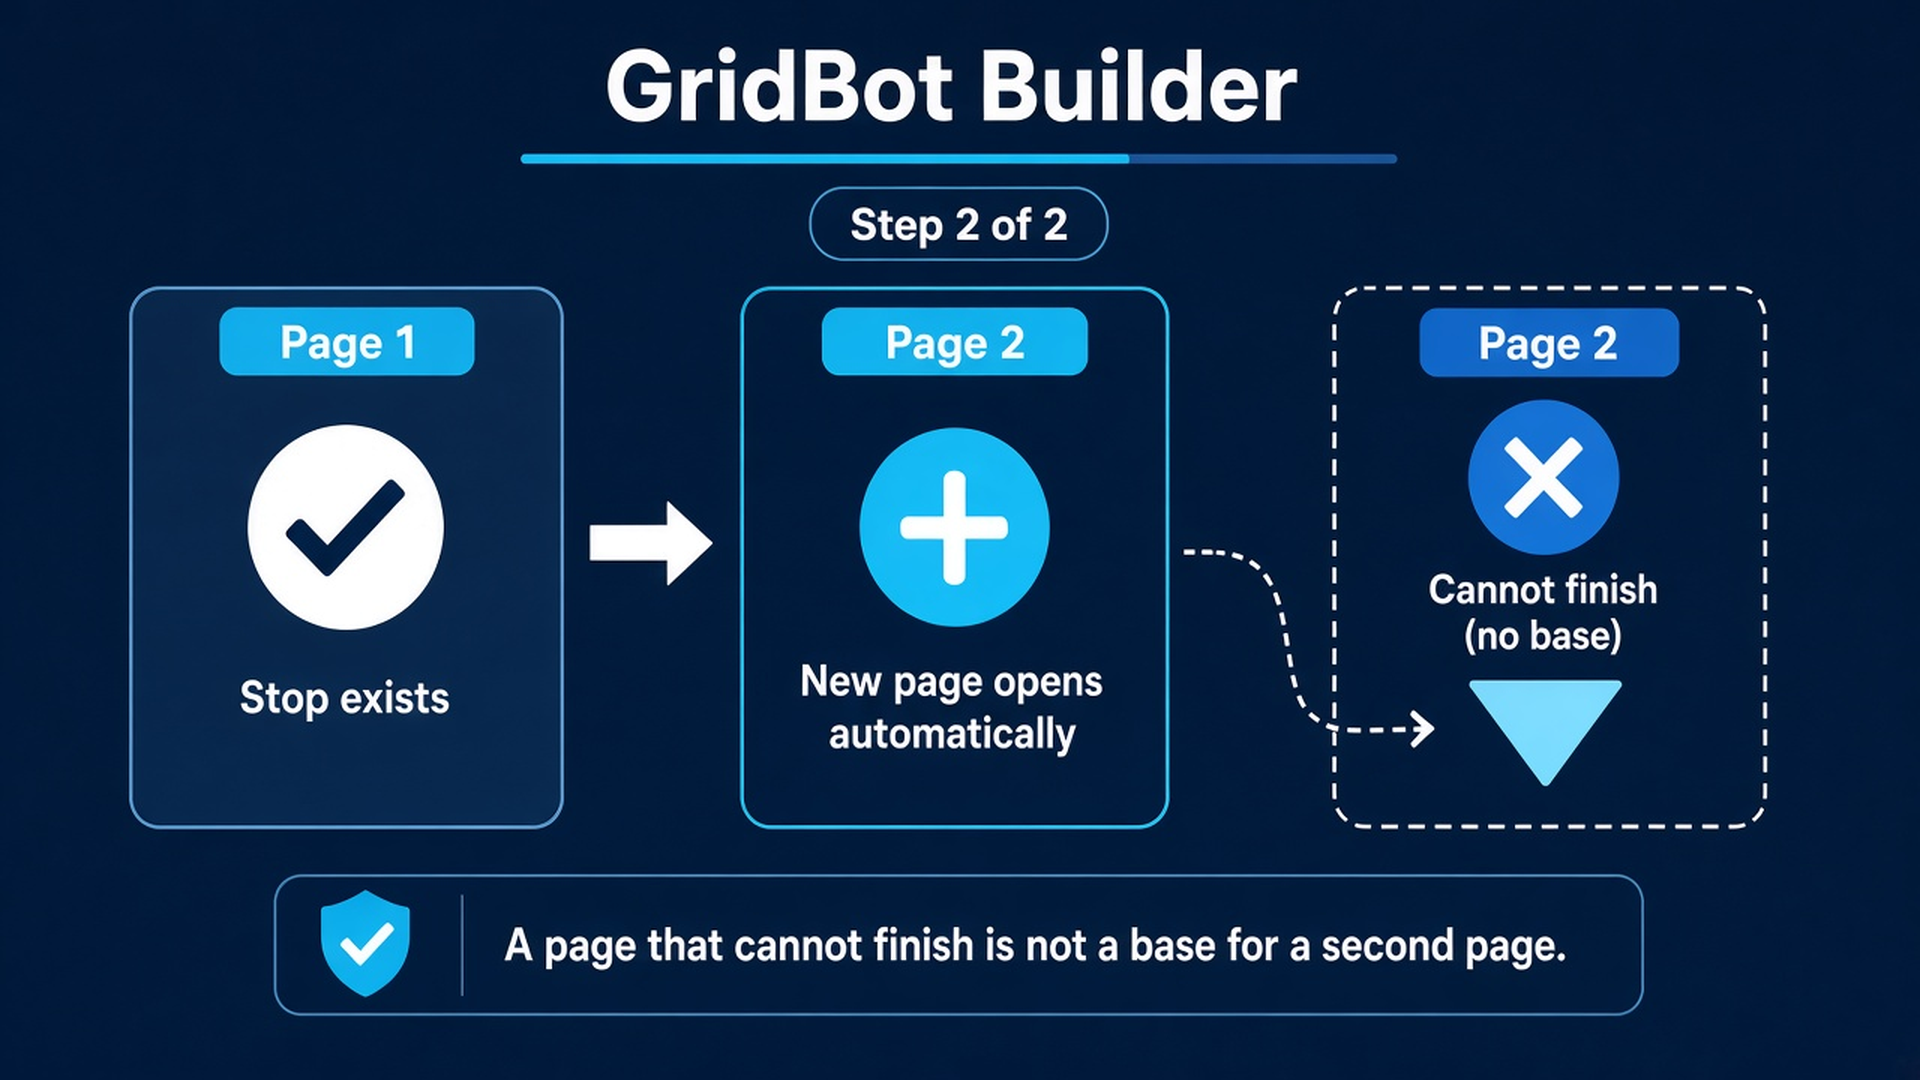 GridBot Builder
Step 2 of 2
Page 1
Stop exists
Page 2
New page opens
automatically
Page 2
Cannot finish
(no base)
A page that cannot finish is not a base for a second page.